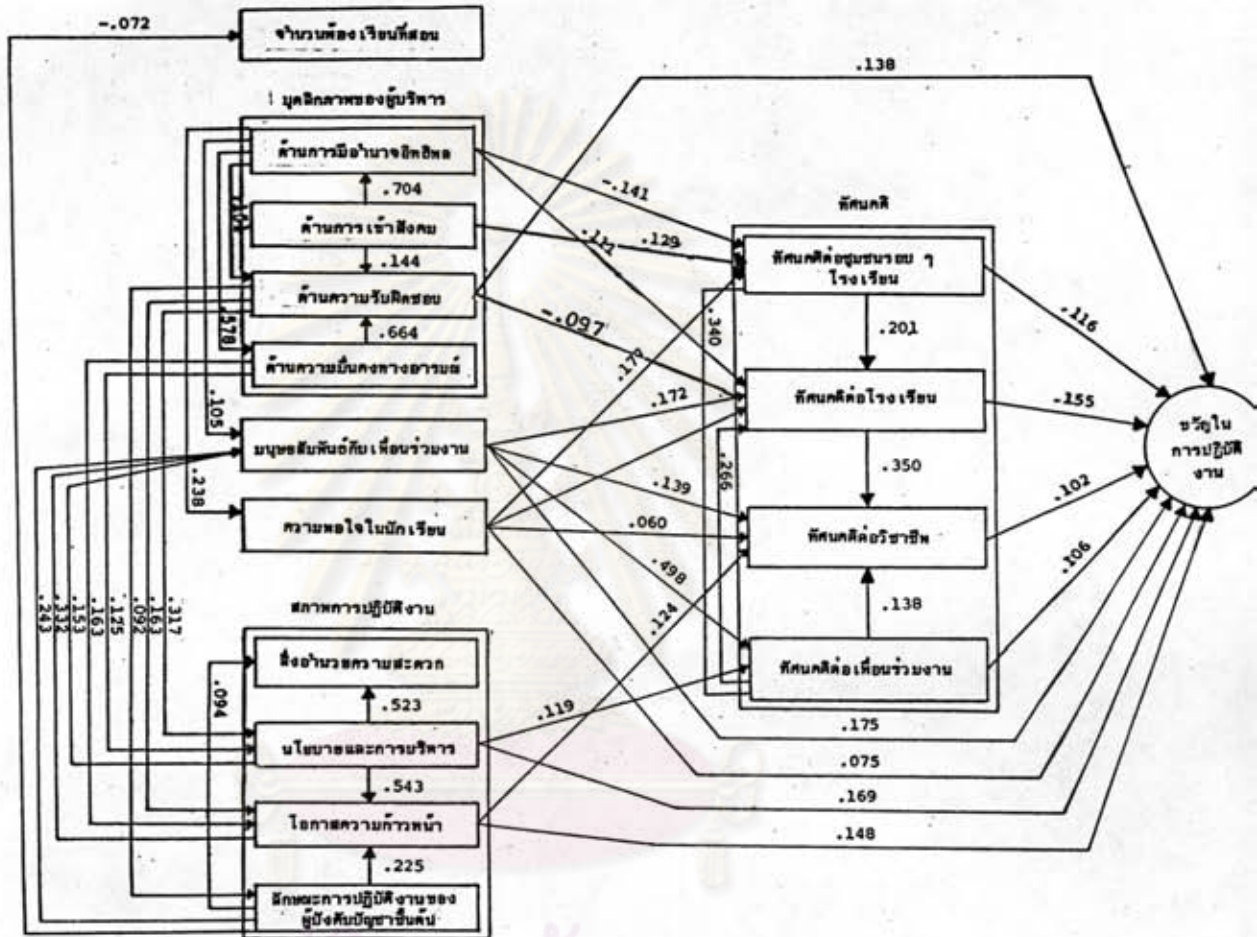 -.072
จำนวนห้องเรียนที่สอน
.138
บุคลิกภาพของผู้บริหาร
ด้านการมีอำนาจอิทธิพล
.704
-.141
ทัศนคติ
ด้านการเข้าสังคม
.111
.129
ทัศนคติต่อชุมชนรอบ ๆ
โรงเรียน
.144
ด้านความรับผิดชอบ
-.097
.340
.201
.116
.578
.664
.177
ด้านความมั่นคงทางอารมณ์
.172
ทัศนคติต่อโรงเรียน
.155
.105
มนุษยสัมพันธ์กับเพื่อนร่วมงาน
ขวัญใน
การปฏิบัติ
งาน
.238
.139
.266
.350
.102
ความพอใจในนักเรียน
.060
ทัศนคติต่อวิชาชีพ
.498
.106
.243
.332
.153
.163
.125
.092
.163
.317
สภาพการปฏิบัติงาน
.124
.138
สิ่งอำนวยความสะดวก
ทัศนคติต่อเพื่อนร่วมงาน
.094
.523
.119
.175
นโยบายและการบริหาร
.075
.543
.169
โอกาสความก้าวหน้า
.148
.225
ลักษณะการปฏิบัติงานของ
ผู้บังคับบัญชาชั้นต้น